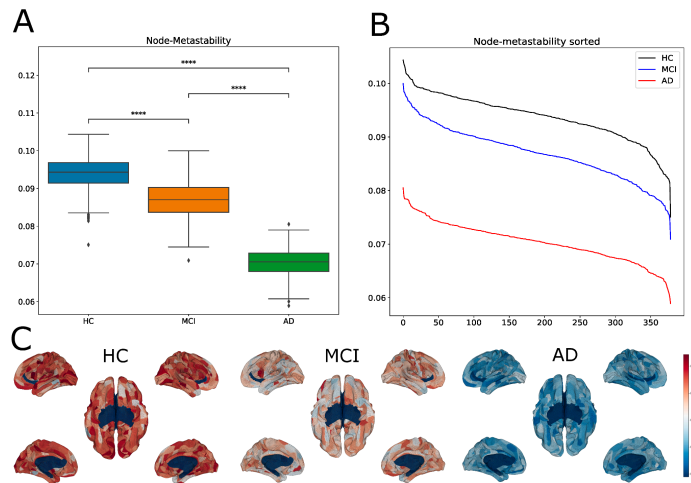 A
Node-Metastability
****
****
****
0.12
0.11
0.10
0.09
0.08
0.07
0.06
HC
MCI
AD
B
Node-metastability sorted
HC
MCI
AD
0.10
0.09
0.08
0.07
0.06
0
50
100
150
200
250
300
350
C
HC
MCI
AD